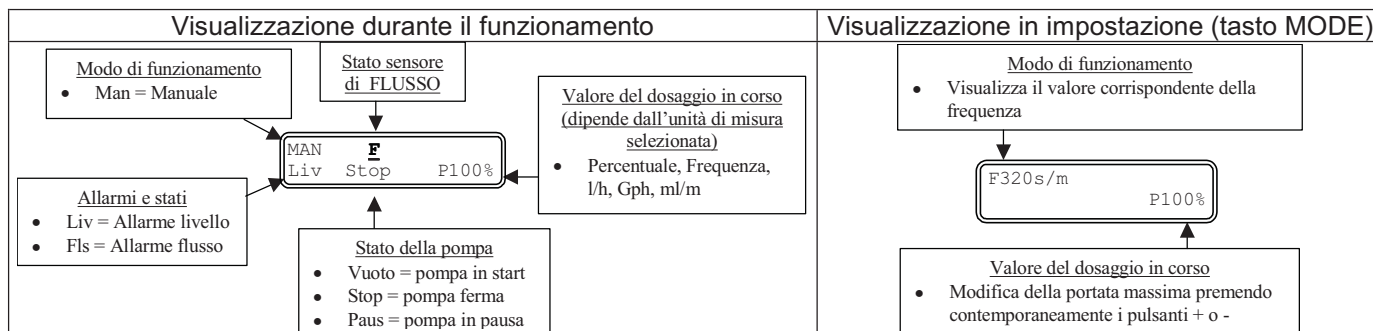 Visualizzazione durante il funzionamento
Modo di funzionamento
• Man = Manuale
Stato sensore
di FLUSSO
Valore del dosaggio in corso
(dipende dall'unità di misura
selezionata)
• Percentuale, Frequenza,
l/h, Gph, ml/m
MAN F
Liv Stop P100%
Allarmi e stati
• Liv = Allarme livello
• Fls = Allarme flusso
Stato della pompa
• Vuoto = pompa in start
• Stop = pompa ferma
• Paus = pompa in pausa
Visualizzazione in impostazione (tasto MODE)
Modo di funzionamento
• Visualizza il valore corrispondente della
frequenza
F320s/m
P100%
Valore del dosaggio in corso
• Modifica della portata massima premendo
contemporaneamente i pulsanti + o -